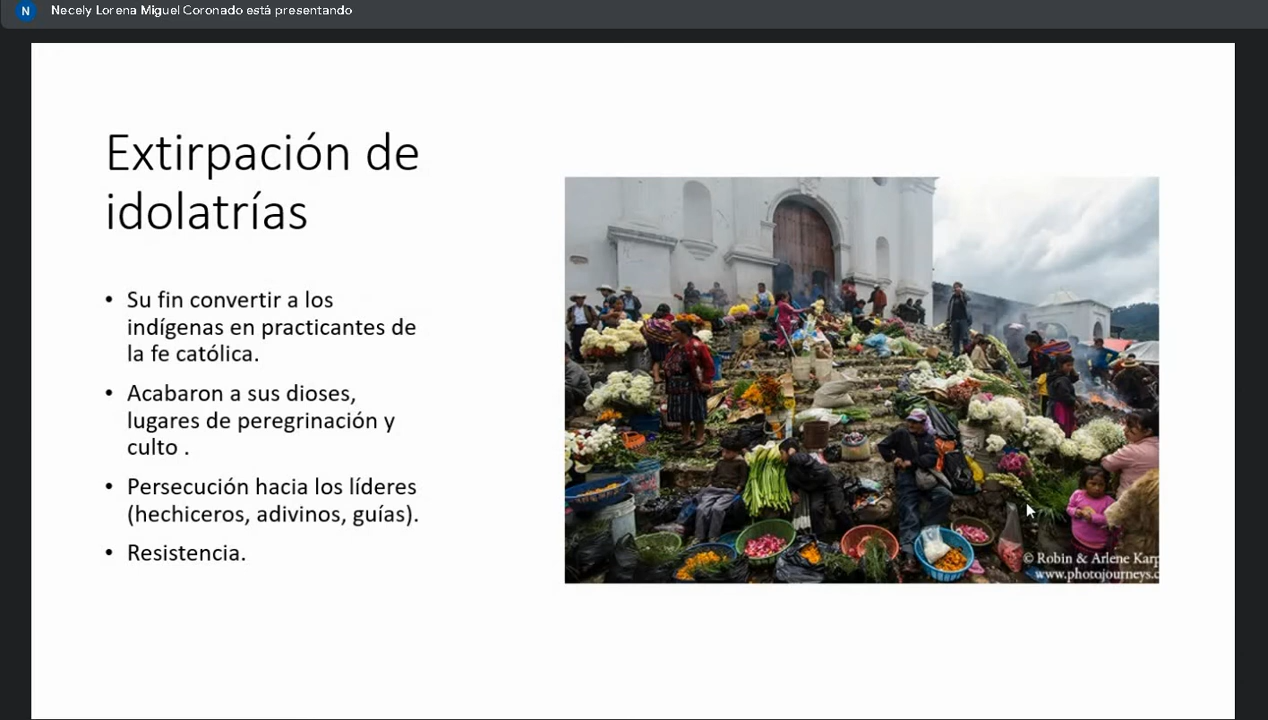 N Necely Lorena Miguel Coronado está presentando
Extirpación de
idolatrías
• Su fin convertir a los
indígenas en practicantes de
la fe católica.
• Acabaron a sus dioses,
lugares de peregrinación y
culto .
• Persecución hacia los líderes
(hechiceros, adivinos, guías).
• Resistencia.
© Robin & Arlene Karp
www.photojourneys.c